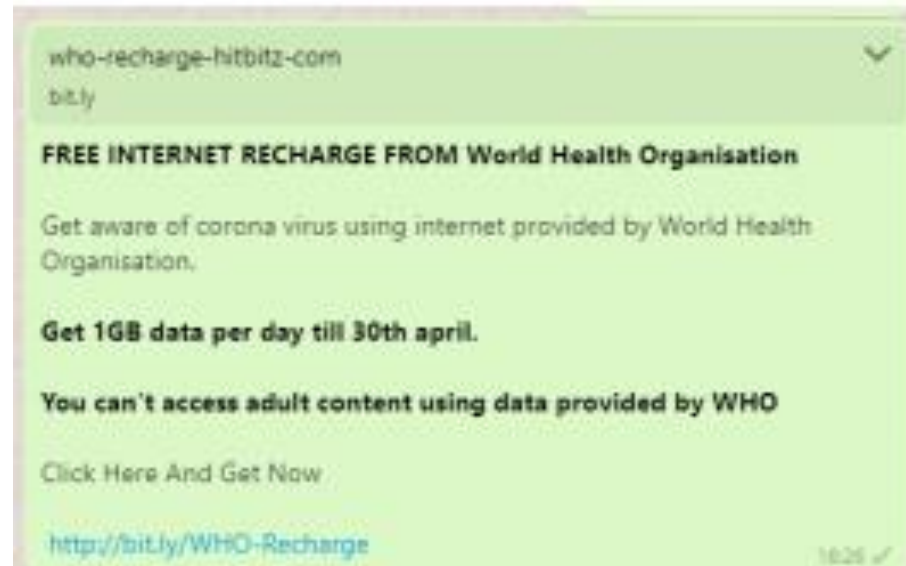 who-recharge-hitbitz-com
bit.ly
FREE INTERNET RECHARGE FROM World Health Organisation
Get aware of corona virus using internet provided by World Health
Organisation.
Get 1GB data per day till 30th april.
You can't access adult content using data provided by WHO
Click Here And Get Now
http://bit.ly/WHO-Recharge